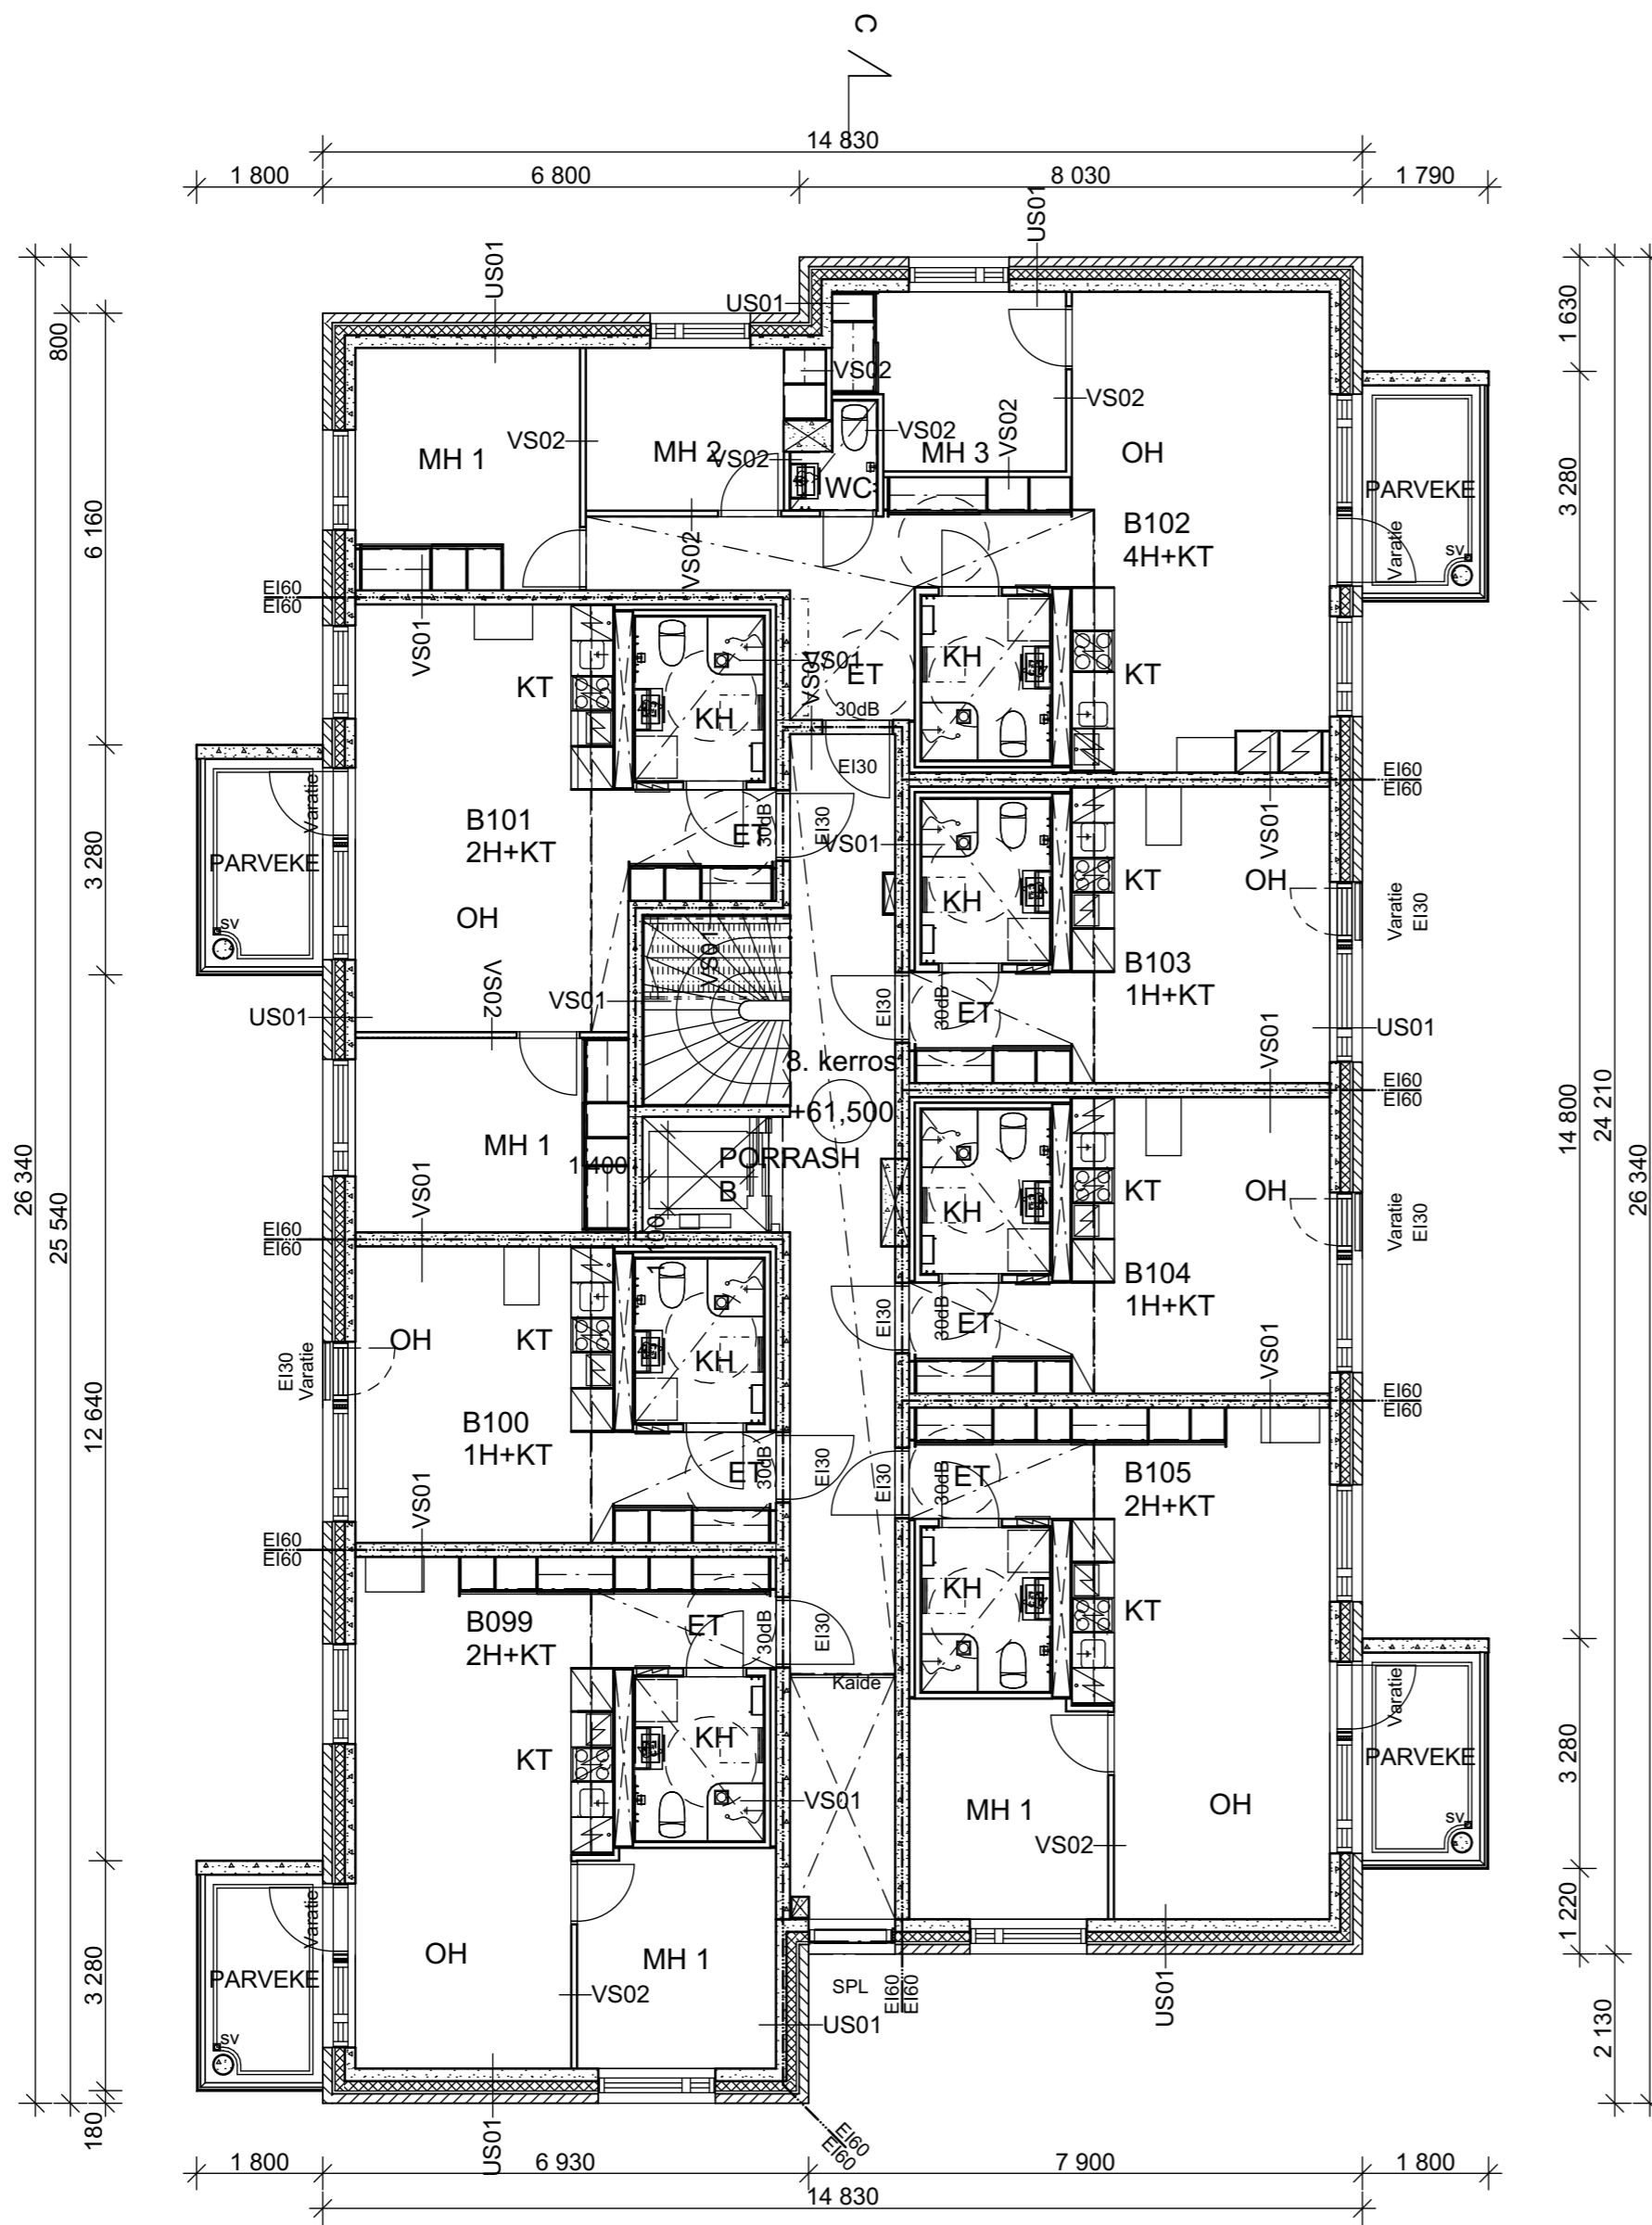 C
14 830
1 800
6 800
8 030
1 790
US01
US01
US01
800
1 630
VS02
VS02
VS02
VS02
MH 1
VS02
MH 2
VS02
MH 3
OH
WC
PARVEKE
3 280
B102
4H+KT
Varatie
sv
6 160
VS02
EI60
EI60
VS01
KT
VS01
VS01
ET
KH
KT
KH
30dB
EI30
EI60
EI60
Varatie
B101
2H+KT
ET
30dB
EI30
VS01
VS01
PARVEKE
3 280
KT
OH
KH
Varatie
EI30
OH
sv
VS01
B103
1H+KT
VS02
VS01
EI30
30dB
ET
US01
US01
VS01
8. kerros
+61,500
EI60
EI60
14 800
24 210
26 340
26 340
25 540
MH 1
1 400
PORRASH
B
1 100
KT
OH
KH
VS01
Varatie
EI30
EI60
EI60
B104
1H+KT
EI30
30dB
ET
VS01
EI30
Varatie
OH
KT
KH
EI60
EI60
12 640
B100
1H+KT
ET
30dB
EI30
EI30
30dB
ET
B105
2H+KT
VS01
EI60
EI60
B099
2H+KT
ET
30dB
EI30
KH
KT
Kaide
Varatie
KT
KH
PARVEKE
3 280
VS01
MH 1
OH
VS02
sv
Varatie
1 220
OH
MH 1
PARVEKE
3 280
VS02
SPL
EI60
EI60
US01
US01
sv
2 130
180
US01
EI60
EI60
1 800
6 930
7 900
1 800
14 830